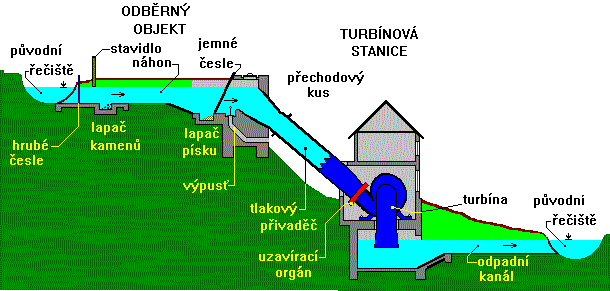 ODBĚRNÝ
OBJEKT
TURBÍNOVÁ
STANICE
původní
řečiště
stavidlo
náhon
jemné
česle
přechodový
kus
hrubé
česle
lapač
kamenů
lapač
písku
výpusť
tlakový
přivaděč
uzavírací
orgán
turbína
původni
řečiště
odpadní
kanál